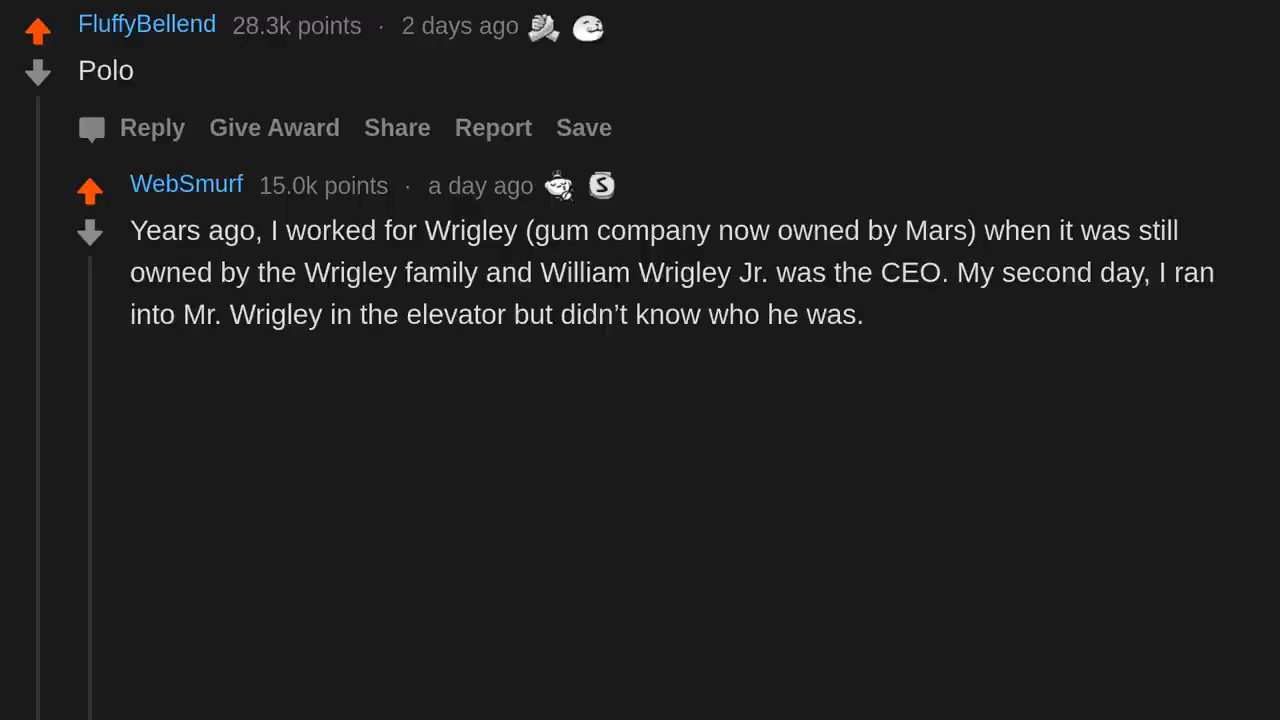 FluffyBellend 28.3k points · 2 days ago
Polo
Reply Give Award Share Report Save
WebSmurf 15.0k points · a day ago
Years ago, I worked for Wrigley (gum company now owned by Mars) when it was still
owned by the Wrigley family and William Wrigley Jr. was the CEO. My second day, I ran
into Mr. Wrigley in the elevator but didn’t know who he was.